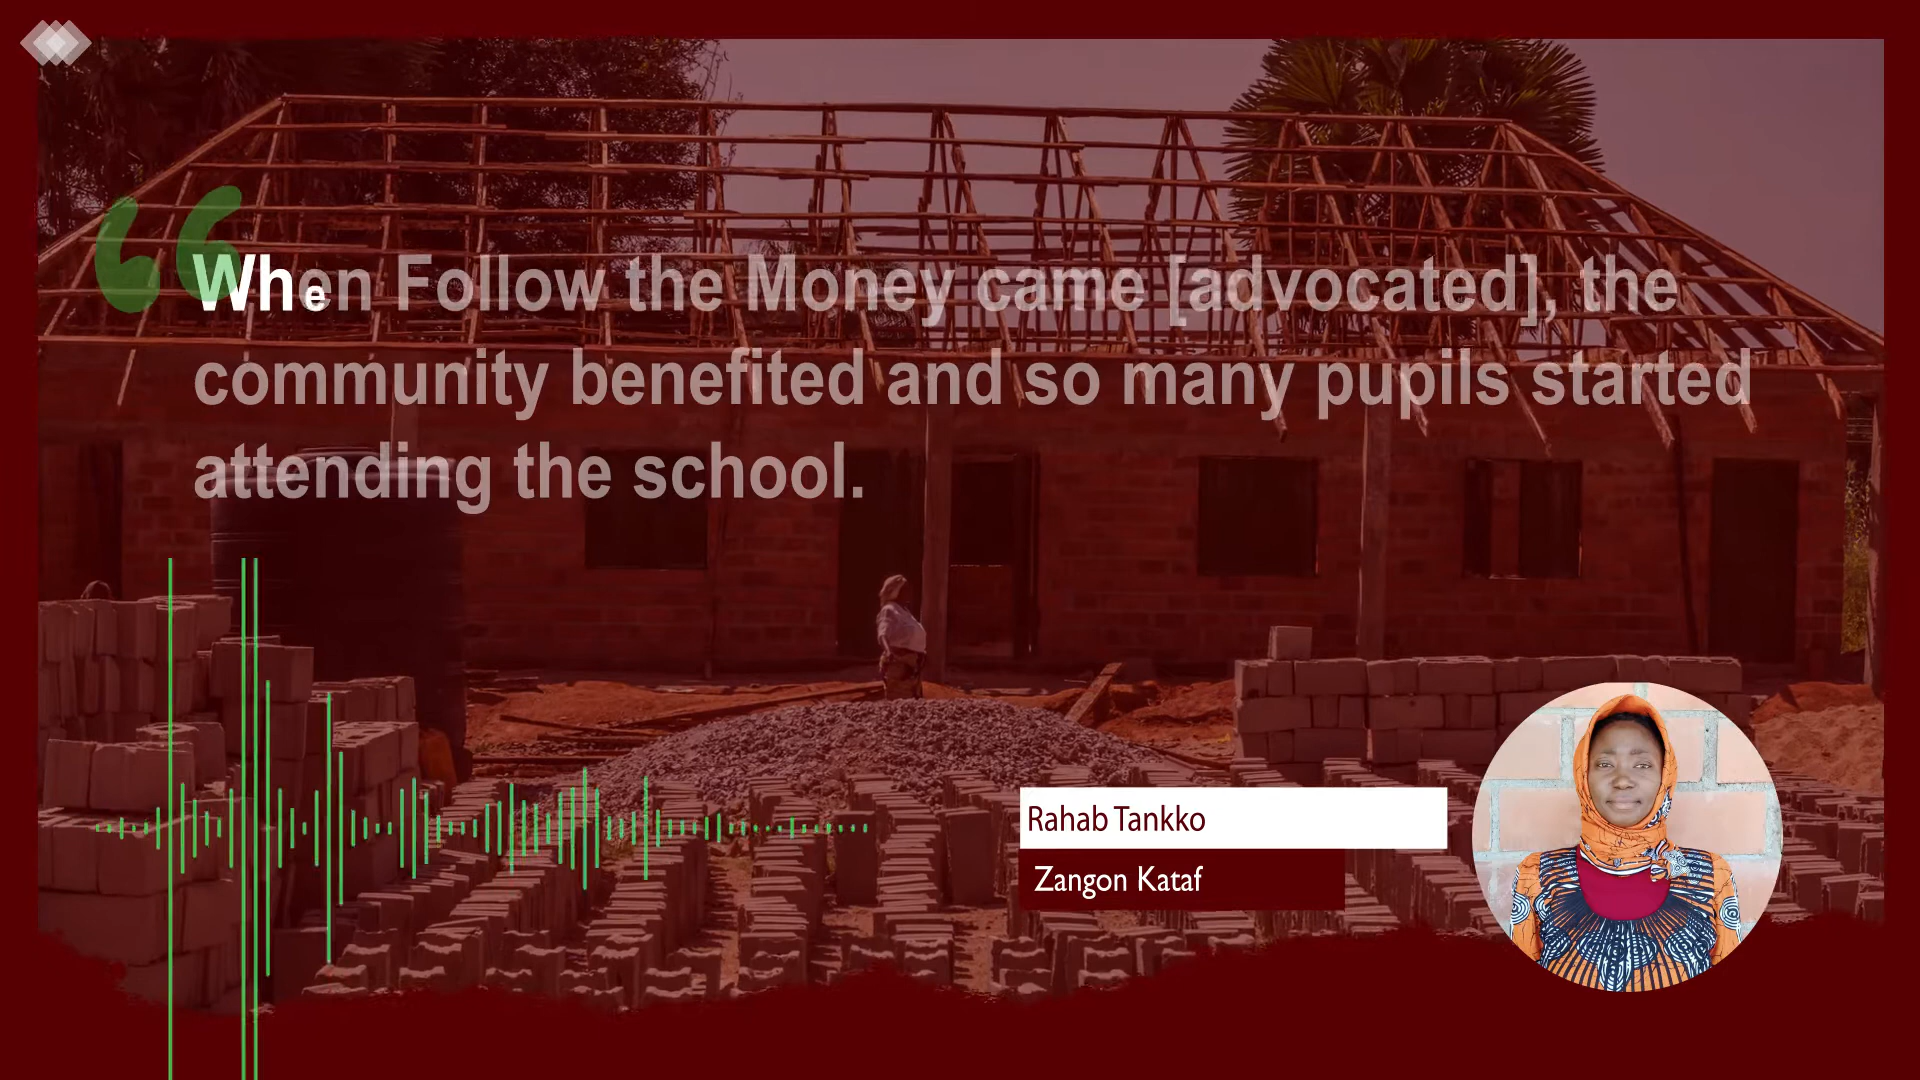 When Follow the Money came [advocated], the
community benefited and so many pupils started
attending the school.
Rahab Tankko
Zangon Kataf